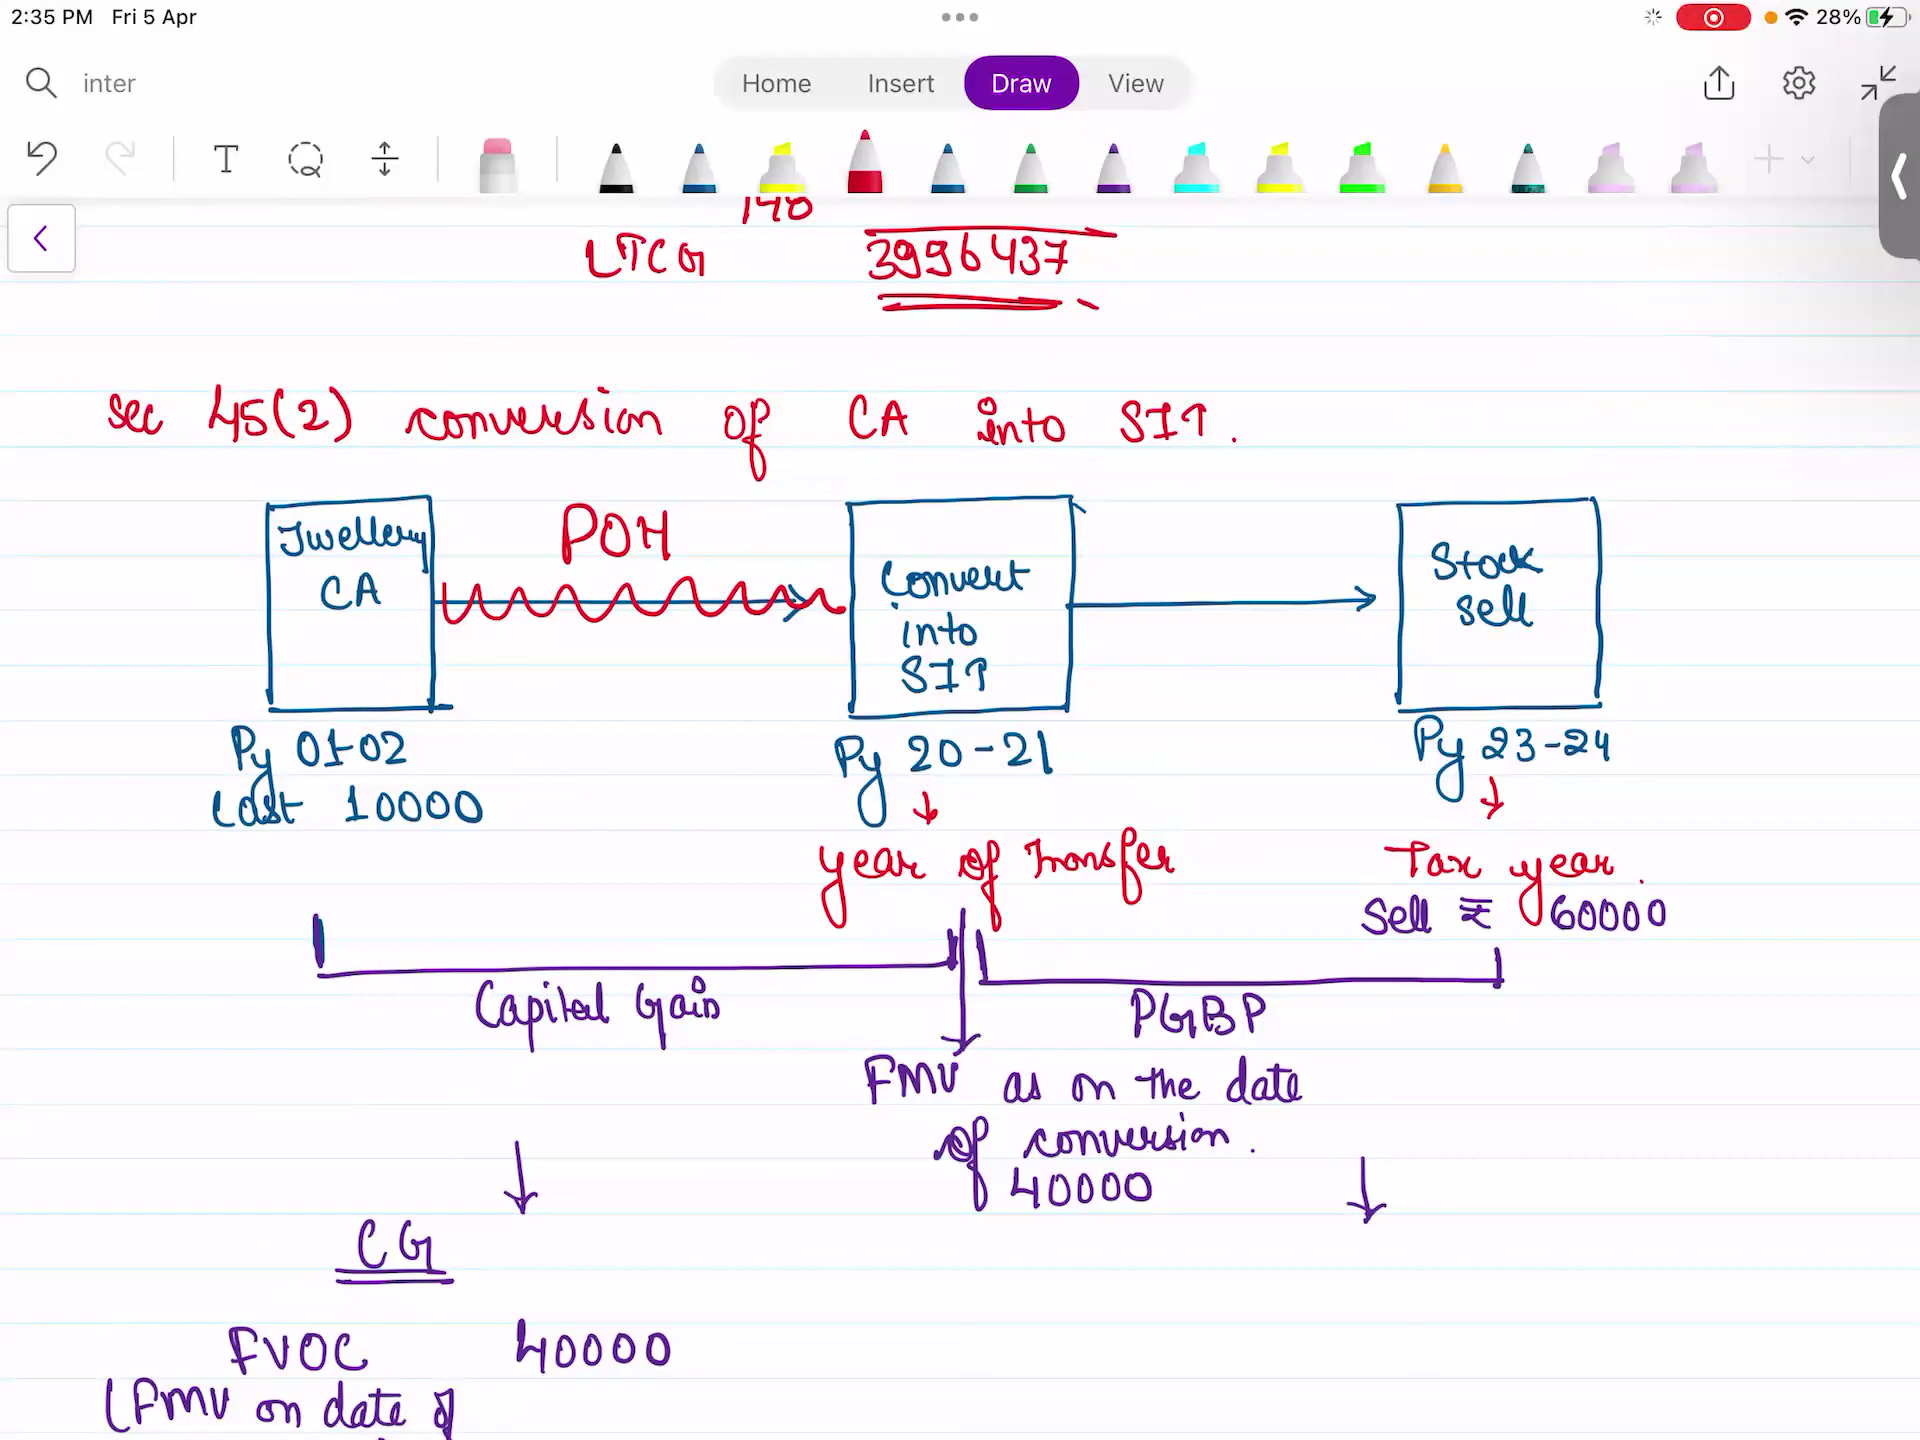 2:35 PM Fri 5 Apr
28%
inter
Home Insert Draw View
T
140
LTCG 3996437
Sec 45(2) conversion of CA into SIT.
Jwellery
CA
POH
Convert
into
SIT
Stock
Sell
Py 01-02
Cost 10000
Py 20-21
Py 23-24
year of Transfer
Tax year.
Sell ₹ 60000
Capital Gain
PGBP
FMV as on the date
of conversion.
40000
CG
FVOC 40000
(FMV on date of